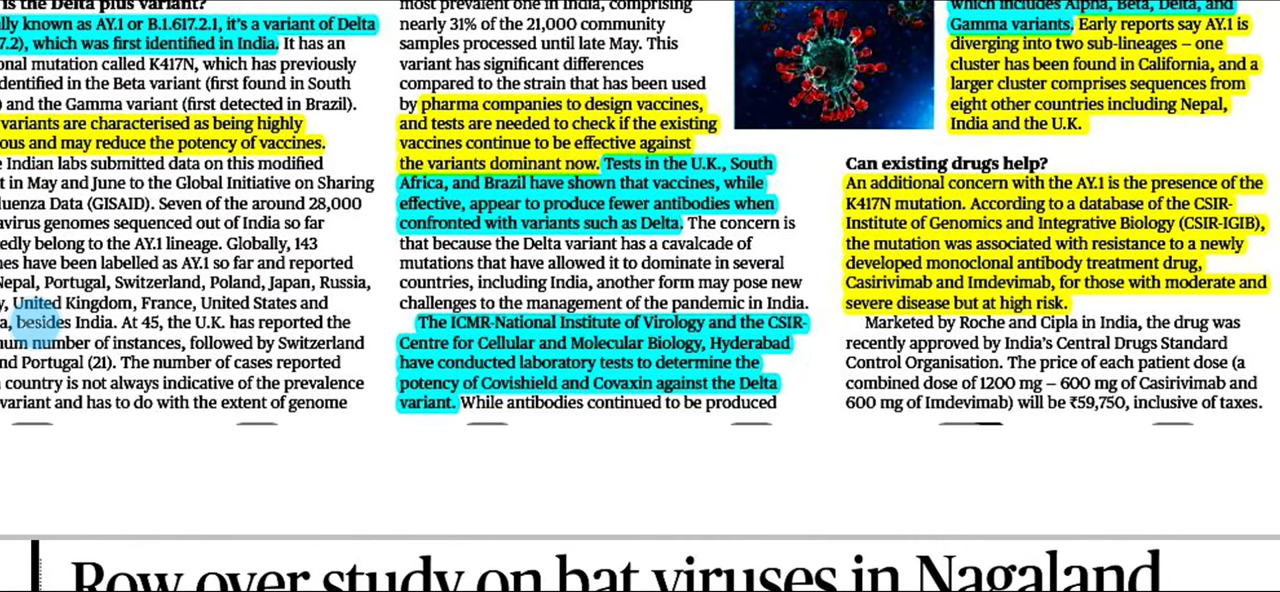 is the Delta plus variant?
ally known as AY.1 or B.1.617.2.1, it's a variant of Delta
7.2), which was first identified in India. It has an
onal mutation called K417N, which has previously
dentified in the Beta variant (first found in South
) and the Gamma variant (first detected in Brazil).
variants are characterised as being highly
ous and may reduce the potency of vaccines.
e Indian labs submitted data on this modified
t in May and June to the Global Initiative on Sharing
luenza Data (GISAID). Seven of the around 28,000
avirus genomes sequenced out of India so far
edly belong to the AY.1 lineage. Globally, 143
nes have been labelled as AY.1 so far and reported
Nepal, Portugal, Switzerland, Poland, Japan, Russia,
y, United Kingdom, France, United States and
a, besides India. At 45, the U.K. has reported the
num number of instances, followed by Switzerland
nd Portugal (21). The number of cases reported
country is not always indicative of the prevalence
variant and has to do with the extent of genome
most prevalent one in India, comprising
nearly 31% of the 21,000 community
samples processed until late May. This
variant has significant differences
compared to the strain that has been used
by pharma companies to design vaccines,
and tests are needed to check if the existing
vaccines continue to be effective against
the variants dominant now. Tests in the U.K., South
Africa, and Brazil have shown that vaccines, while
effective, appear to produce fewer antibodies when
confronted with variants such as Delta. The concern is
that because the Delta variant has a cavalcade of
mutations that have allowed it to dominate in several
countries, including India, another form may pose new
challenges to the management of the pandemic in India.
The ICMR-National Institute of Virology and the CSIR-
Centre for Cellular and Molecular Biology, Hyderabad
have conducted laboratory tests to determine the
potency of Covishield and Covaxin against the Delta
variant. While antibodies continued to be produced
which includes Alpha, Beta, Delta, and
Gamma variants. Early reports say AY.1 is
diverging into two sub-lineages – one
cluster has been found in California, and a
larger cluster comprises sequences from
eight other countries including Nepal,
India and the U.K.
Can existing drugs help?
An additional concern with the AY.1 is the presence of the
K417N mutation. According to a database of the CSIR-
Institute of Genomics and Integrative Biology (CSIR-IGIB),
the mutation was associated with resistance to a newly
developed monoclonal antibody treatment drug,
Casirivimab and Imdevimab, for those with moderate and
severe disease but at high risk.
Marketed by Roche and Cipla in India, the drug was
recently approved by India's Central Drugs Standard
Control Organisation. The price of each patient dose (a
combined dose of 1200 mg – 600 mg of Casirivimab and
600 mg of Imdevimab) will be ₹59,750, inclusive of taxes.
Row over study on bat viruses in Nagaland